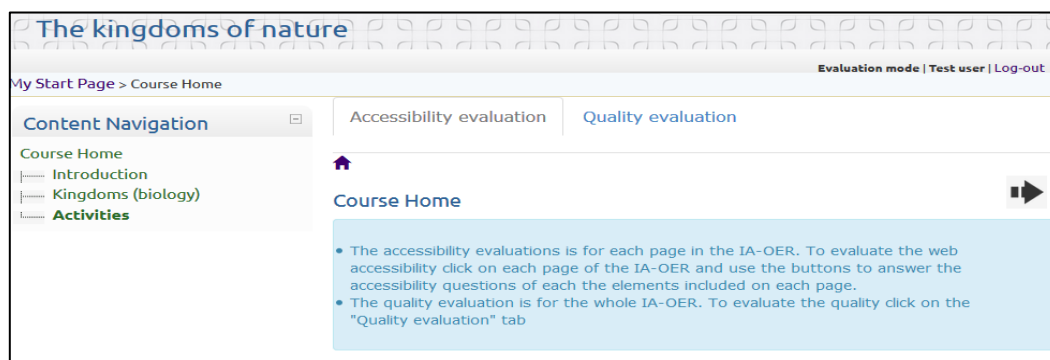 The kingdoms of nature
Evaluation mode | Test user | Log-out
My Start Page > Course Home
Content Navigation
Course Home
Introduction
Kingdoms (biology)
Activities
Accessibility evaluation
Quality evaluation
Course Home
• The accessibility evaluations is for each page in the IA-OER. To evaluate the web
accessibility click on each page of the IA-OER and use the buttons to answer the
accessibility questions of each the elements included on each page.
• The quality evaluation is for the whole IA-OER. To evaluate the quality click on the
"Quality evaluation" tab